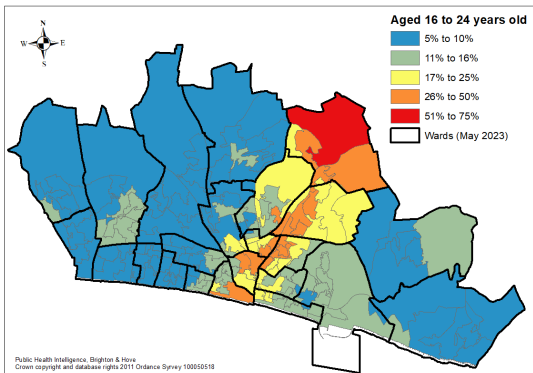 N
W E
S
Aged 16 to 24 years old
5% to 10%
11% to 16%
17% to 25%
26% to 50%
51% to 75%
Wards (May 2023)
Public Health Intelligence, Brighton & Hove
Crown copyright and database rights 2011 Ordance Syrvey 100050518